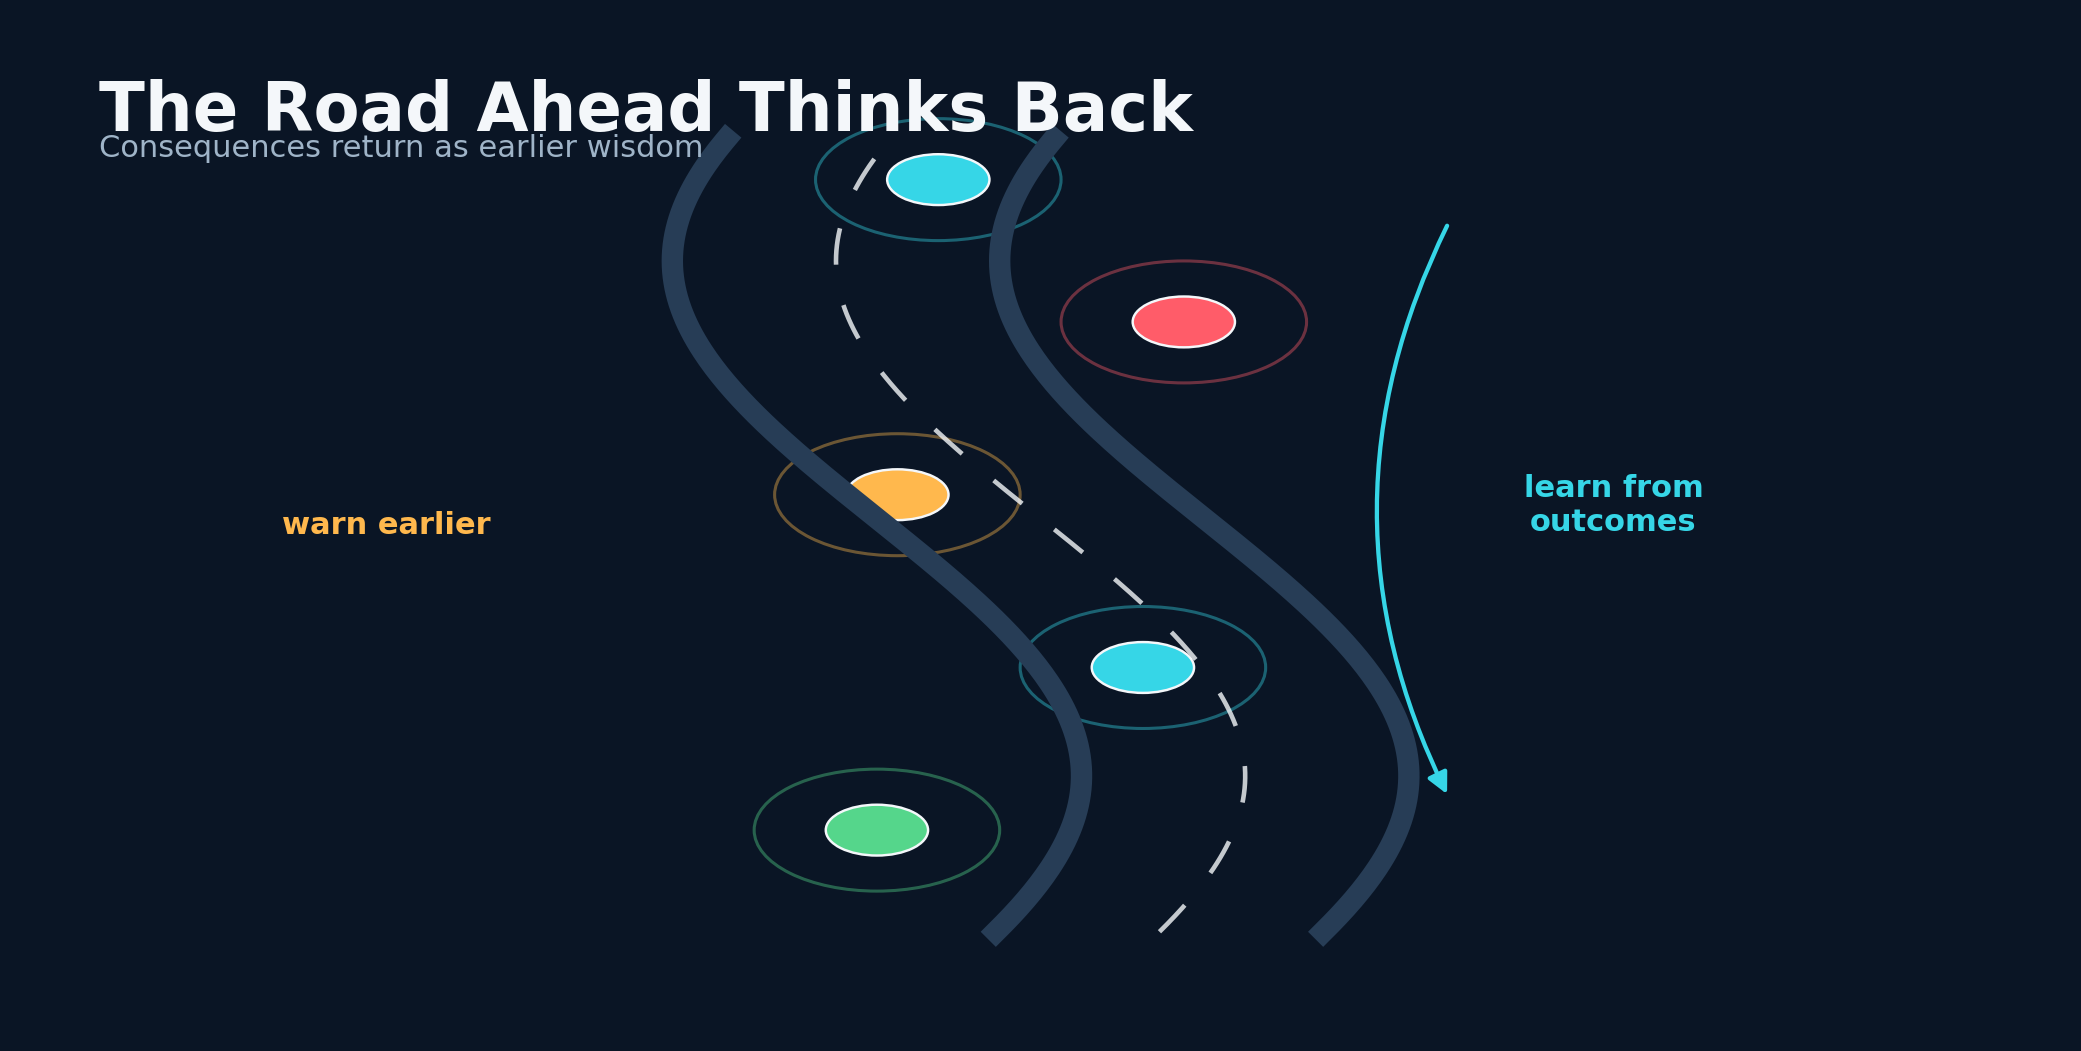 The Road Ahead Thinks Back
Consequences return as earlier wisdom
warn earlier
learn from
outcomes